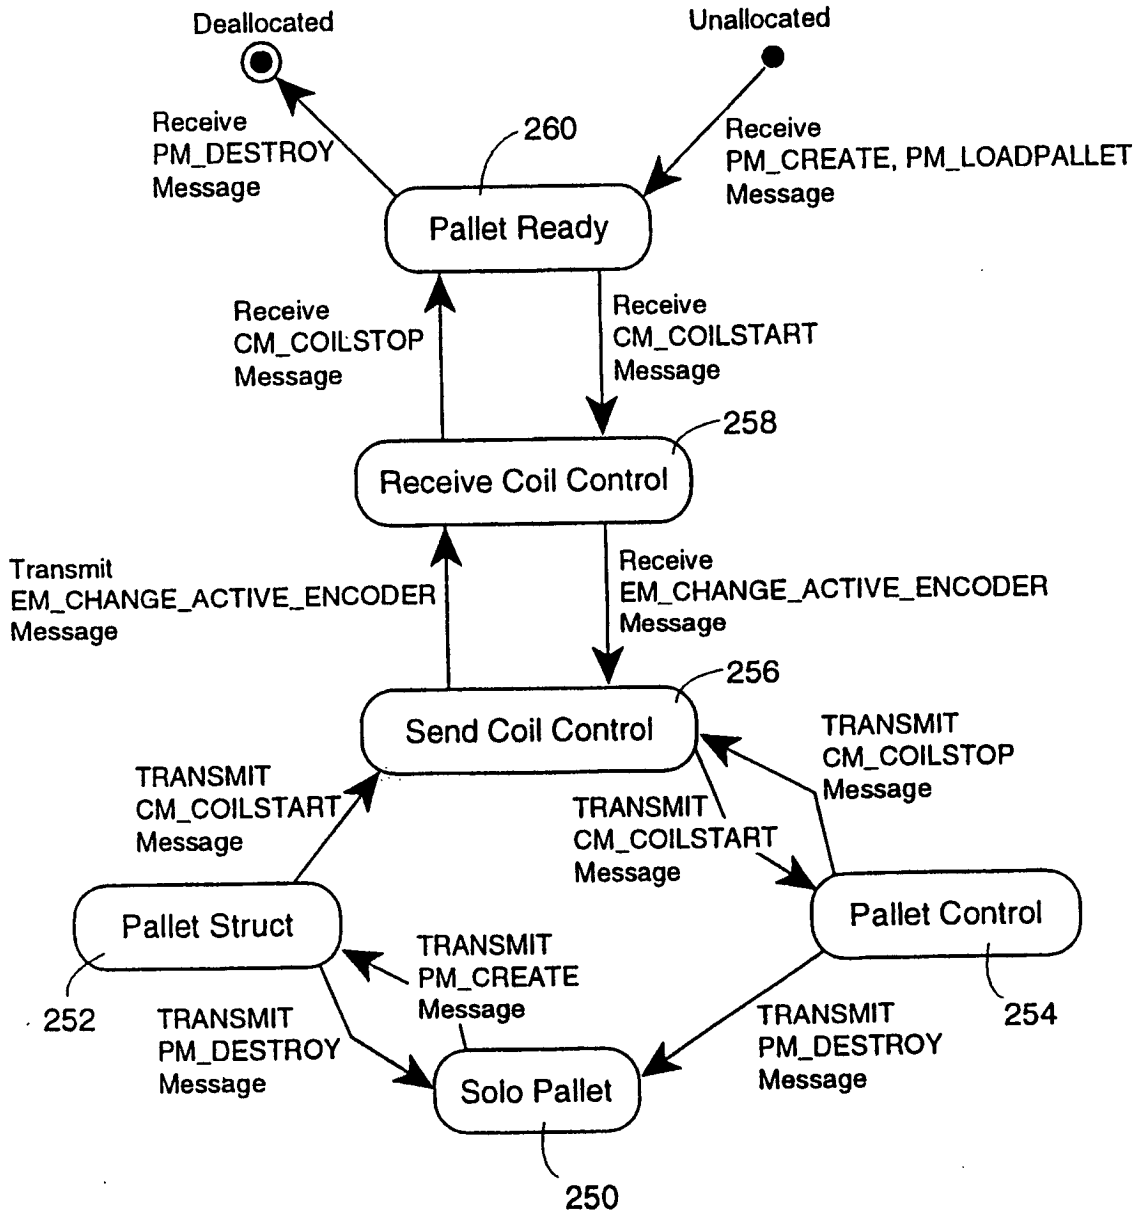 Deallocated
Unallocated
Receive
PM_DESTROY
Message
260
Receive
PM_CREATE, PM_LOADPALLET
Message
Pallet Ready
Receive
CM_COILSTOP
Message
Receive
CM_COILSTART
Message
258
Receive Coil Control
Transmit
EM_CHANGE_ACTIVE_ENCODER
Message
Receive
EM_CHANGE_ACTIVE_ENCODER
Message
256
Send Coil Control
TRANSMIT
CM_COILSTOP
Message
TRANSMIT
CM_COILSTART
Message
TRANSMIT
CM_COILSTART
Message
Pallet Struct
Pallet Control
TRANSMIT
PM_CREATE
Message
252
254
TRANSMIT
PM_DESTROY
Message
TRANSMIT
PM_DESTROY
Message
Solo Pallet
250